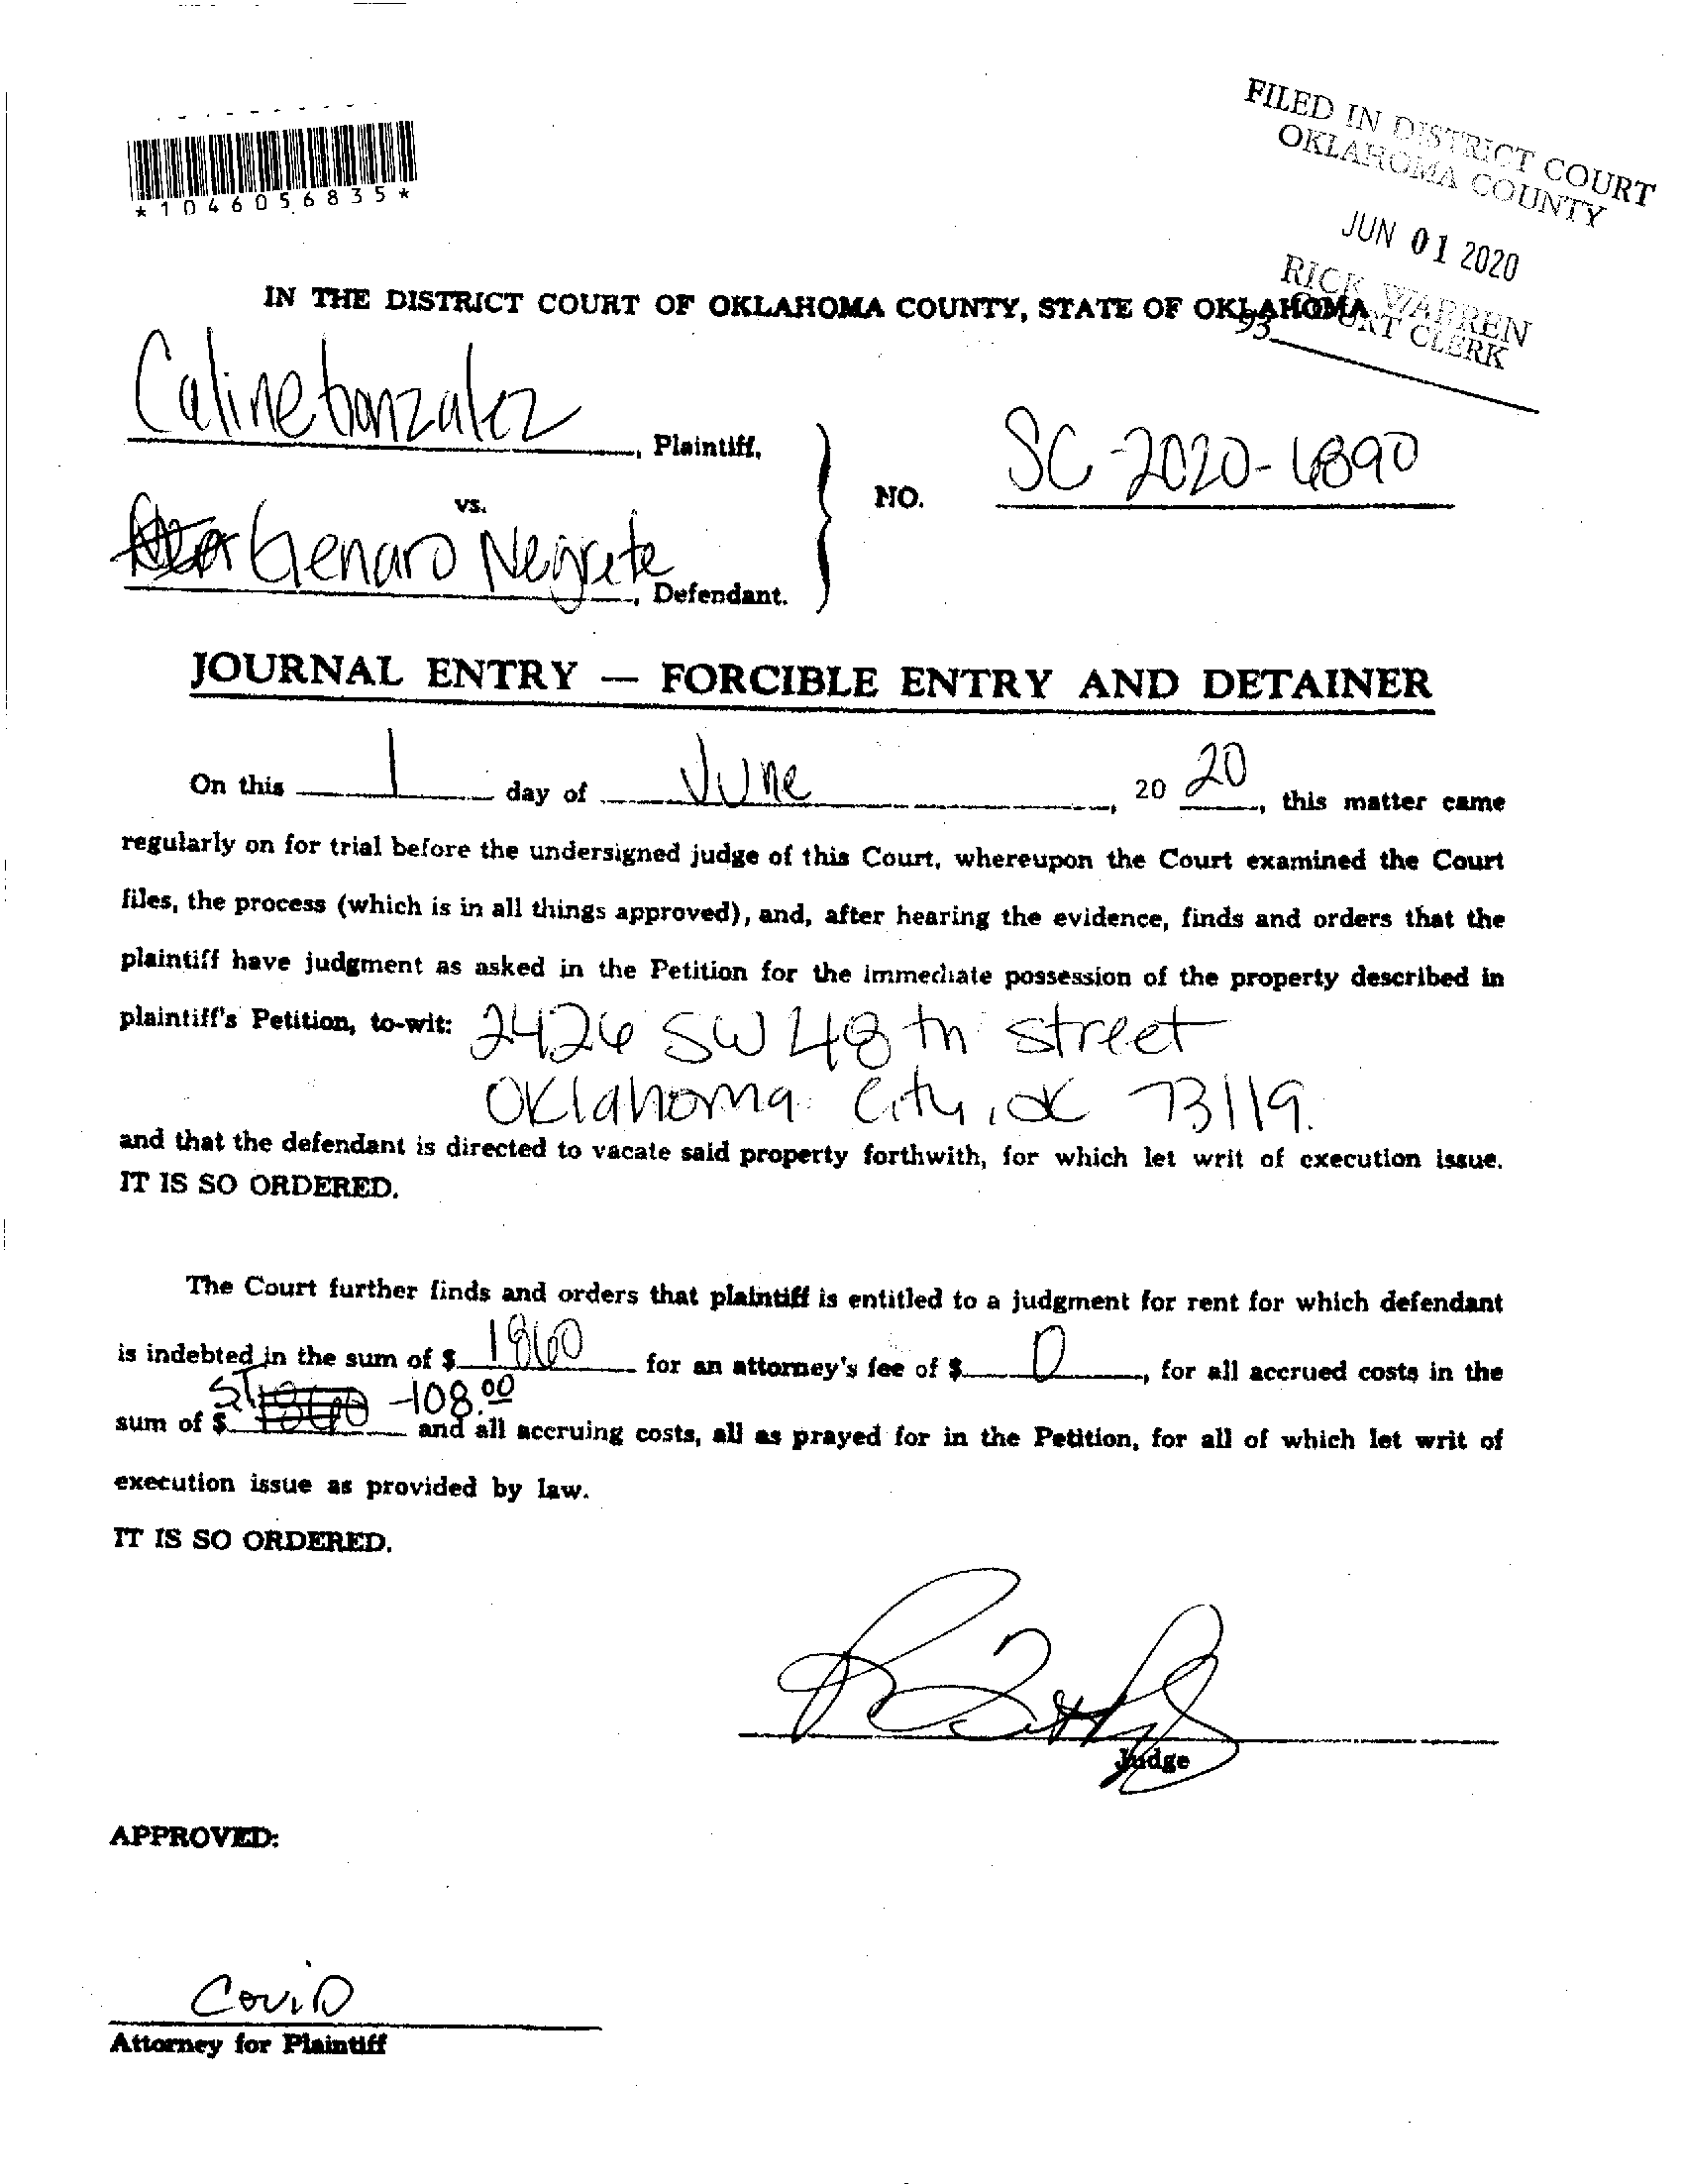 FILED IN DISTRICT COURT
OKLAHOMA COUNTY
JUN 01 2020
RICK WARREN
COURT CLERK
93
*1046056835*
IN THE DISTRICT COURT OF OKLAHOMA COUNTY, STATE OF OKLAHOMA
Caline Gonzalez, Plaintiff,
vs.
NO. SC-2020-6890
Genaro Negrete, Defendant.
JOURNAL ENTRY — FORCIBLE ENTRY AND DETAINER
On this 1 day of June, 20 20, this matter came
regularly on for trial before the undersigned judge of this Court, whereupon the Court examined the Court
files, the process (which is in all things approved), and, after hearing the evidence, finds and orders that the
plaintiff have judgment as asked in the Petition for the immediate possession of the property described in
plaintiff's Petition, to-wit: 2426 SW 48th street
Oklahoma City, OK 73119.
and that the defendant is directed to vacate said property forthwith, for which let writ of execution issue.
IT IS SO ORDERED.
The Court further finds and orders that plaintiff is entitled to a judgment for rent for which defendant
is indebted in the sum of $ 1860 for an attorney's fee of $ 0, for all accrued costs in the
sum of $ 108.00 and all accruing costs, all as prayed for in the Petition, for all of which let writ of
execution issue as provided by law.
IT IS SO ORDERED.
Judge
APPROVED:
Covid
Attorney for Plaintiff